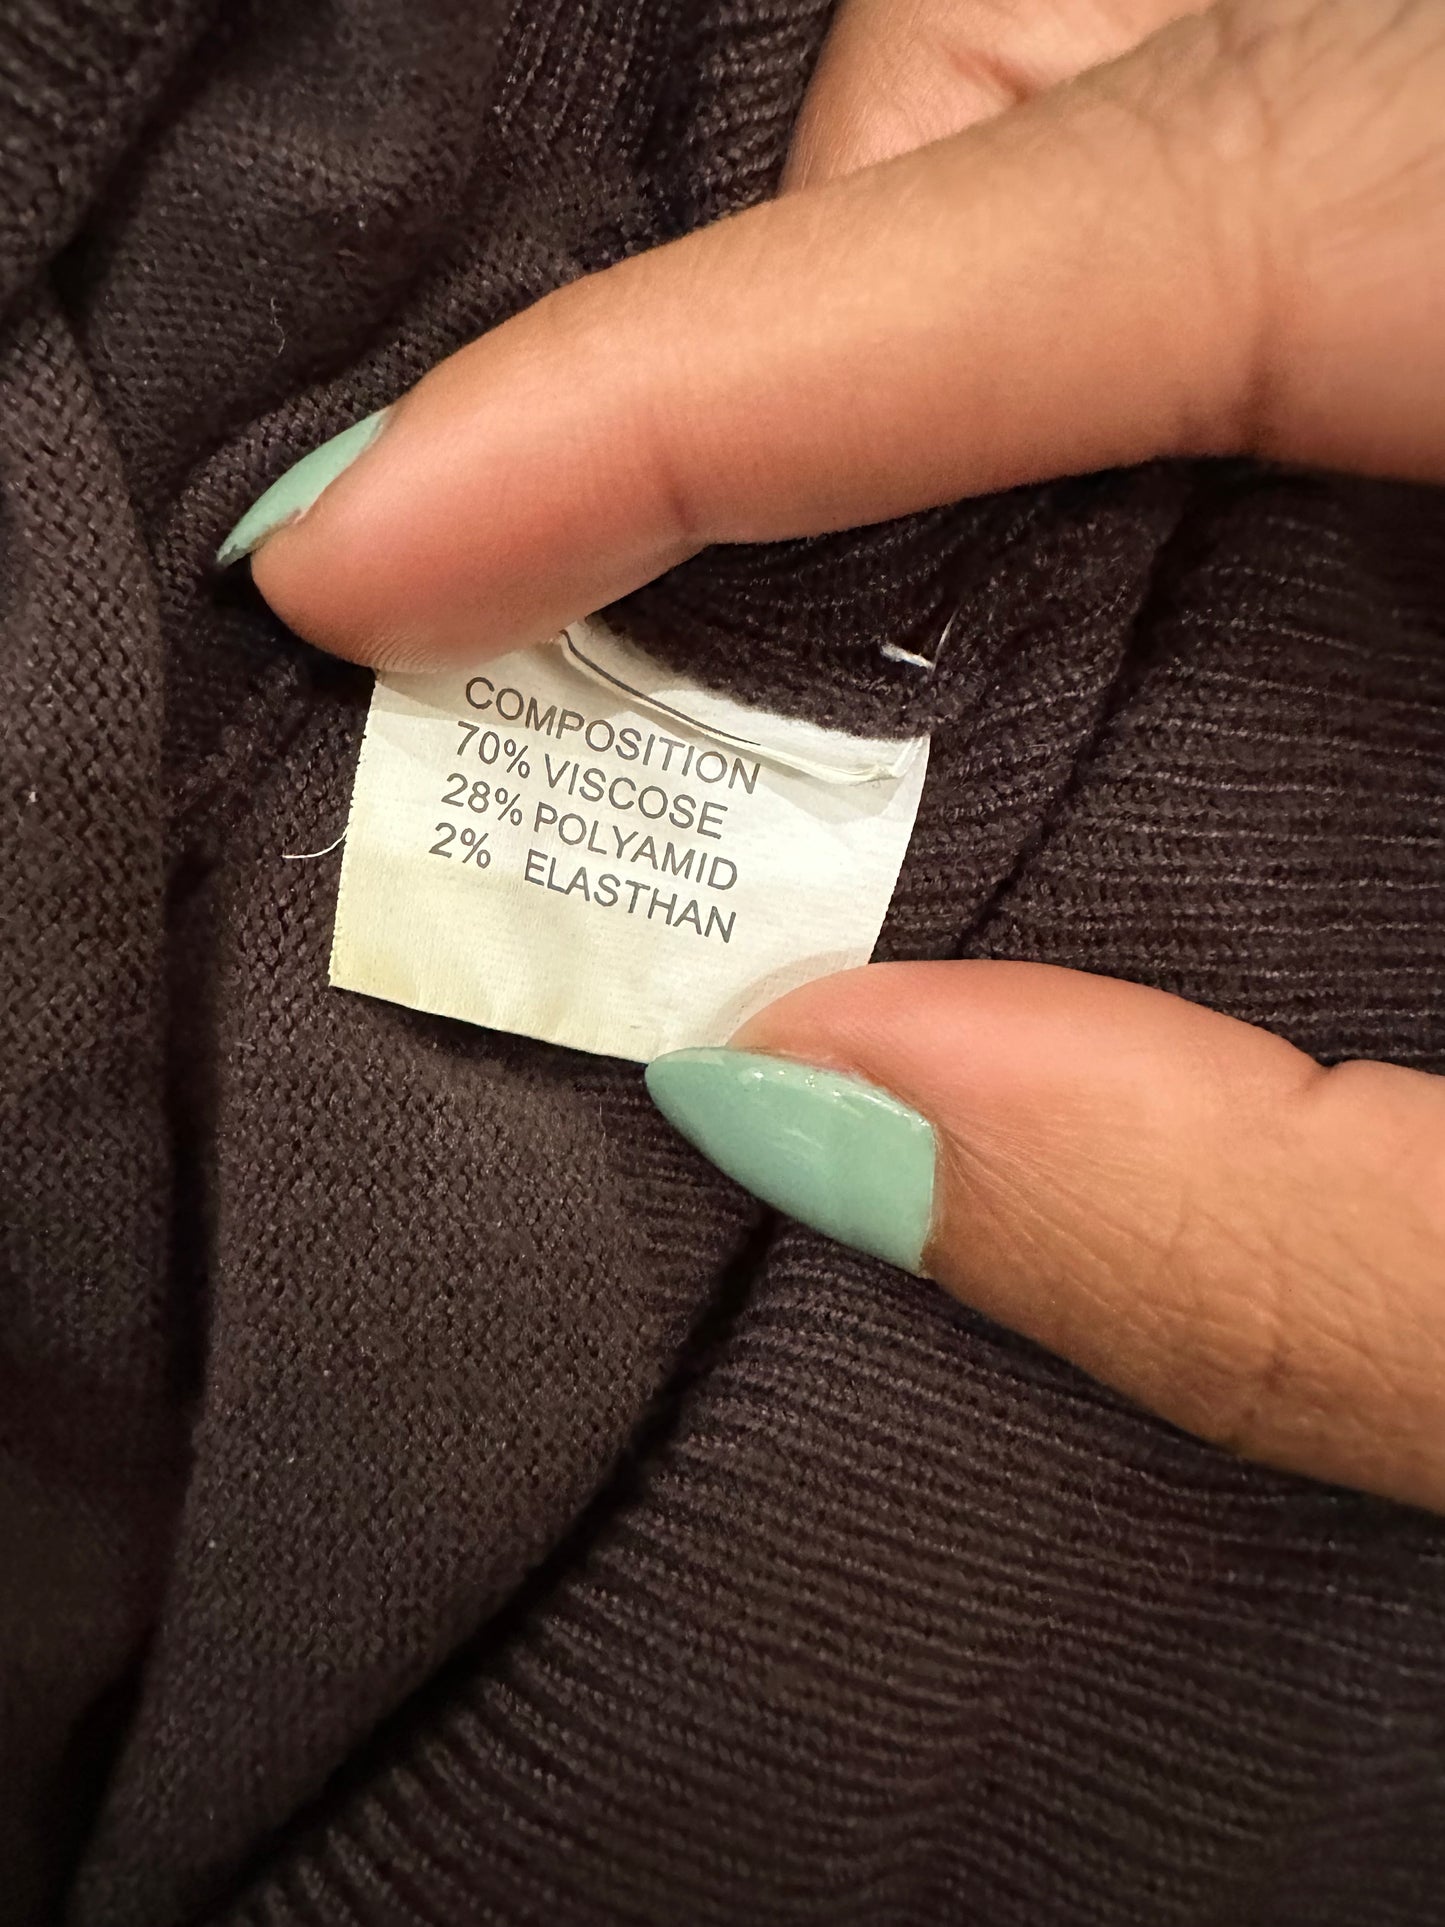 COMPOSITION
70% VISCOSE
28% POLYAMID
2% ELASTHAN